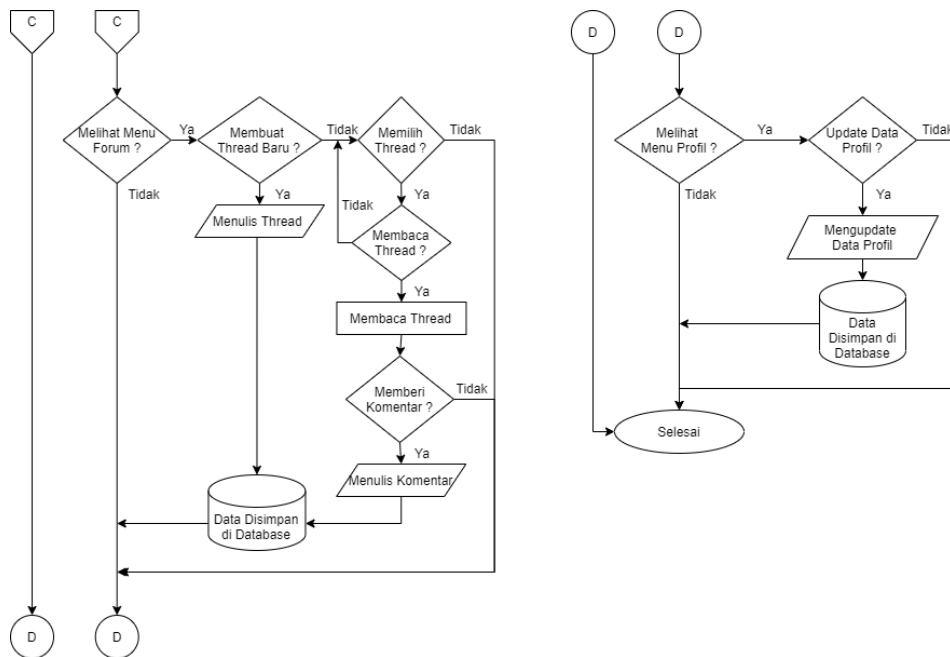 C
C
Melihat Menu
Forum ?
Ya
Tidak
Membuat
Thread Baru ?
Tidak
Ya
Menulis Thread
Memilih
Thread ?
Tidak
Ya
Tidak
Membaca
Thread ?
Ya
Membaca Thread
Memberi
Komentar ?
Tidak
Ya
Menulis Komentar
Data Disimpan
di Database
D
D
D
D
Melihat
Menu Profil ?
Ya
Tidak
Update Data
Profil ?
Tidak
Ya
Mengupdate
Data Profil
Data
Disimpan di
Database
Selesai